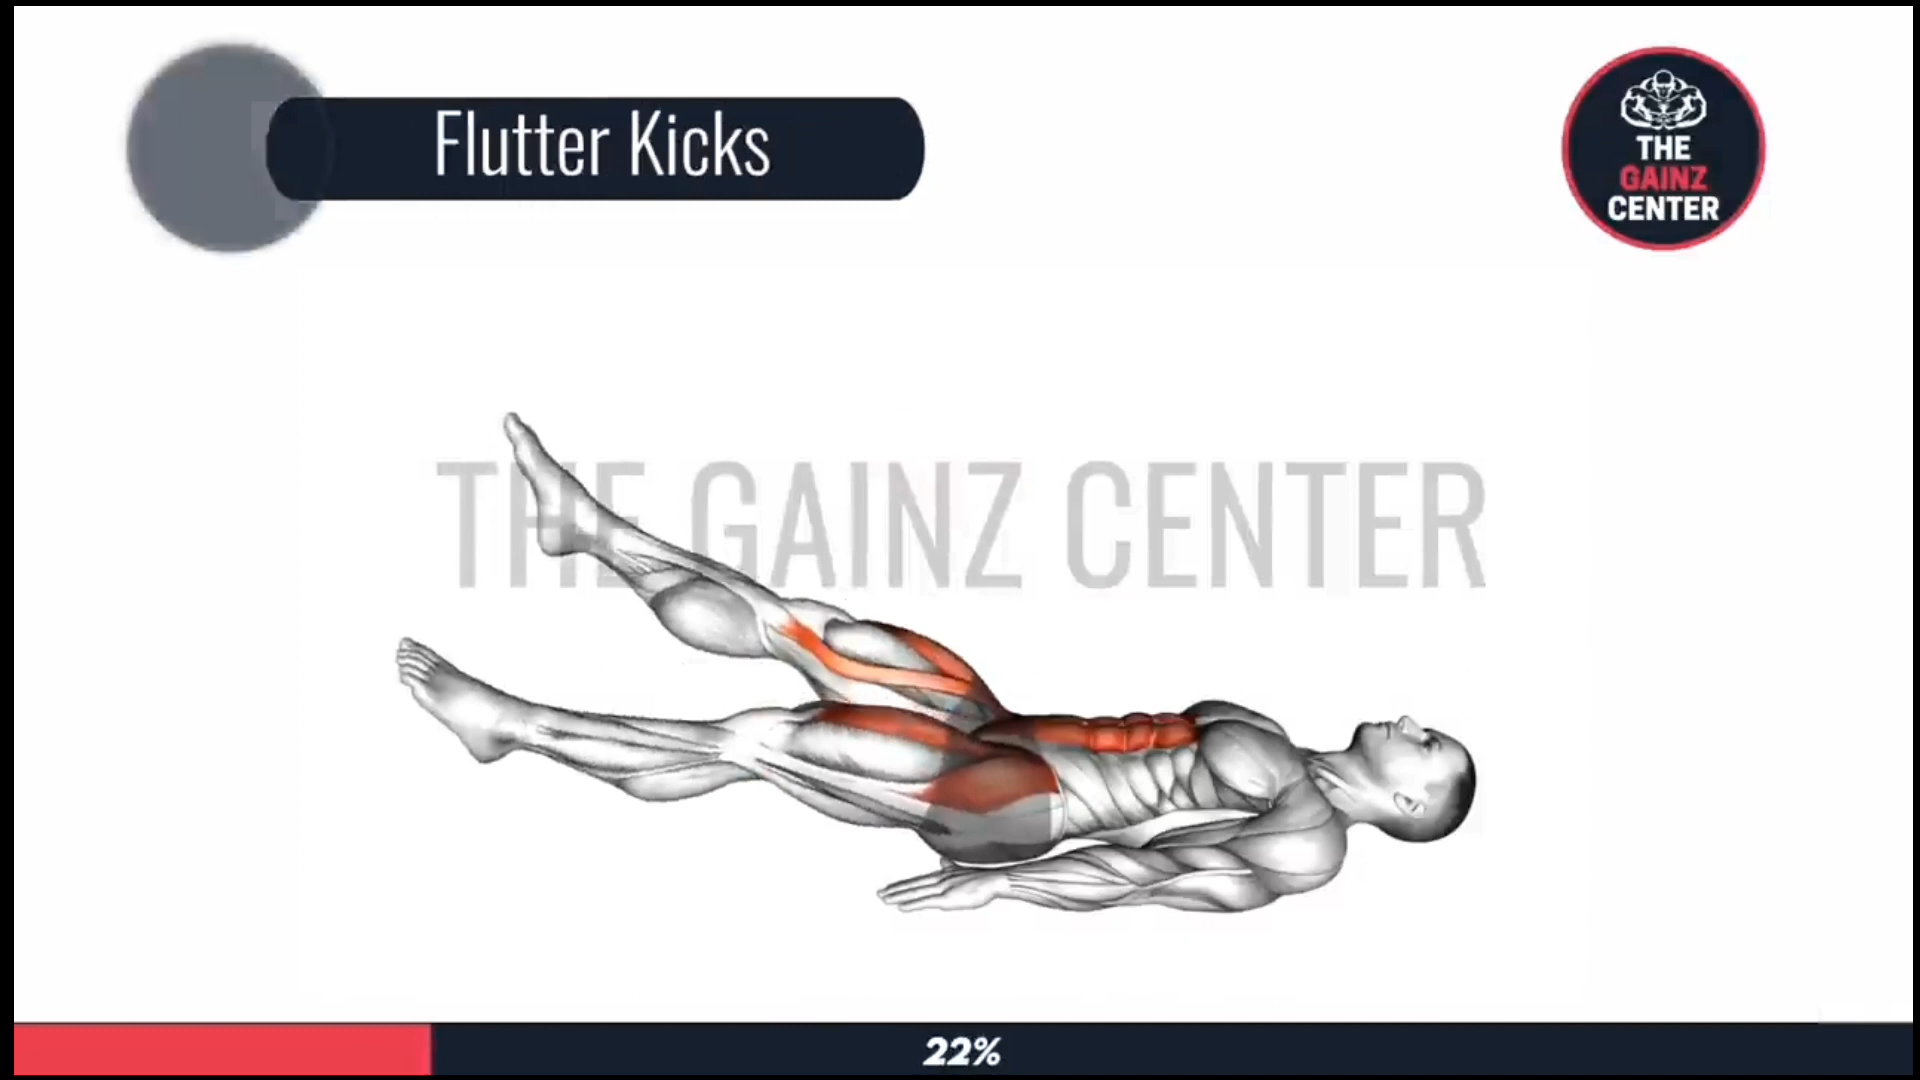 Flutter Kicks
THE
GAINZ
CENTER
THE GAINZ CENTER
22%